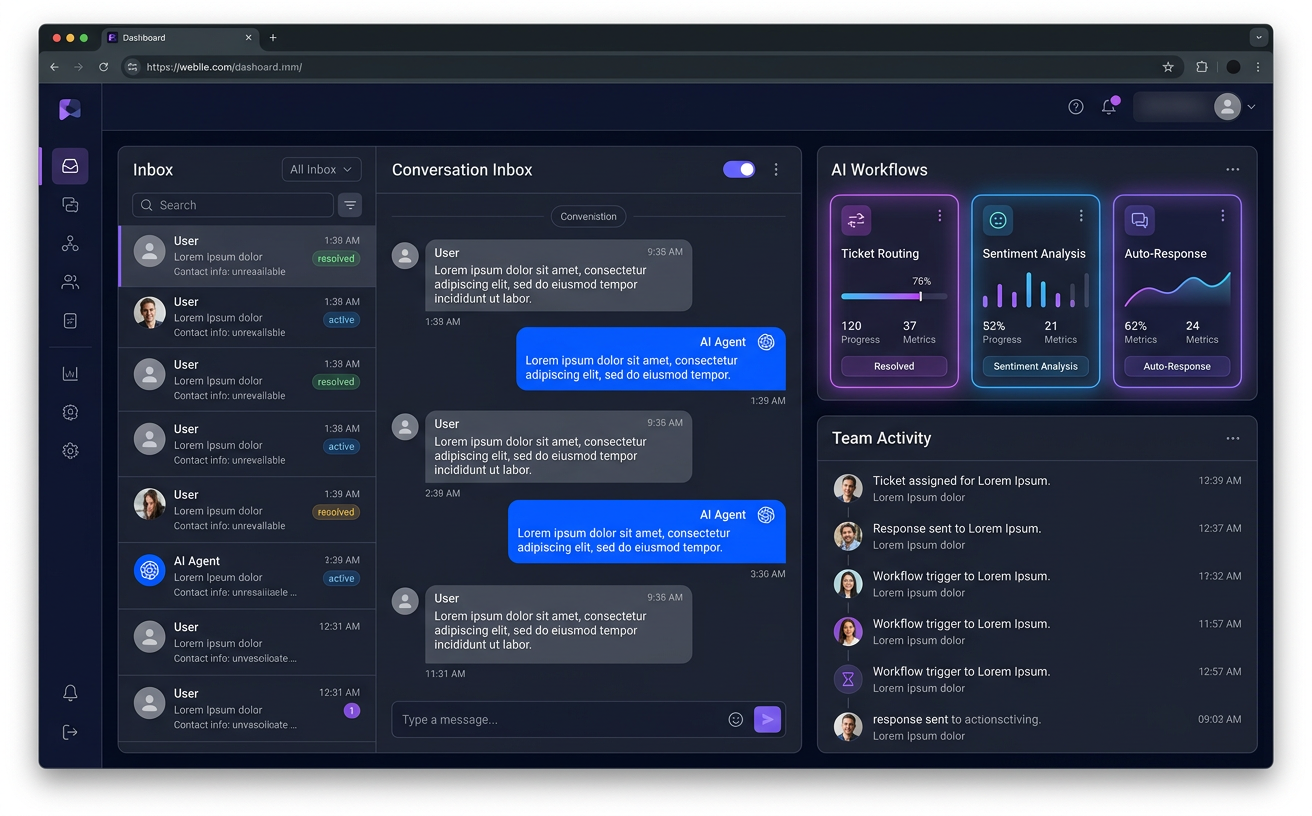 Dashboard
https://weblle.com/dashoard.mm/
Inbox
All Inbox
Search
User
1:39 AM
Lorem ipsum dolor
resolved
Contact info: unreaailable
User
1:39 AM
Lorem ipsum dolor
active
Contact info: unrevailable
User
1:39 AM
Lorem ipsum dolor
resolved
Contact info: unrevailable
User
1:38 AM
Lorem ipsum dolor
active
Contact info: unrevailable
User
1:39 AM
Lorem ipsum dolor
reoolved
Contact info: unrevallable
AI Agent
Lorem Ipeum dolor
active
Contact info:
User
12:31 AM
Lorem ipsum dolor
Contact info:
User
12:31 AM
Lorem ipsum dolor
1
Contact info:
Conversation Inbox
Convenistion
User
9:35 AM
Lorem ipsum dolor sit amet, consectetur
adipiscing elit, sed do eiusmod tempor
incididunt ut labor.
1:39 AM
AI Agent
Lorem ipsum dolor sit amet, consectetur
adipiscing elit, sed do eiusmod tempor.
1:29 AM
User
9:36 AM
Lorem ipsum dolor sit amet, consectetur
adipiscing elit, sed do eiusmod tempor
incididunt ut labor.
2:39 AM
AI Agent
Lorem ipsum dolor sit amet, consectetur
adipiscing elit, sed do eiusmod tempor.
3:36 AM
User
9:36 AM
Lorem ipsum dolor sit amet, consectetur
adipiscing elit, sed do eiusmod tempor
incididunt ut labor.
11:31 AM
Type a message...
AI Workflows
Ticket Routing
76%
120
37
Progress
Metrics
Resolved
Sentiment Analysis
52%
21
Progress
Metrics
Sentiment Analysis
Auto-Response
62%
24
Metrics
Metrics
Auto-Response
Team Activity
Ticket assigned for Lorem Ipsum.
12:39 AM
Lorem Ipsum dolor
Response sent to Lorem Ipsum.
12:37 AM
Lorem Ipsum dolor
Workflow trigger to Lorem Ipsum.
17:32 AM
Lorem Ipsum dolor
Workflow trigger to Lorem Ipsum.
11:57 AM
Lorem Ipsum dolor
Workflow trigger to Lorem Ipsum.
12:57 AM
Lorem Ipsum dolor
response sent to actionsctiving.
09:03 AM
Lorem Ipsum dolor